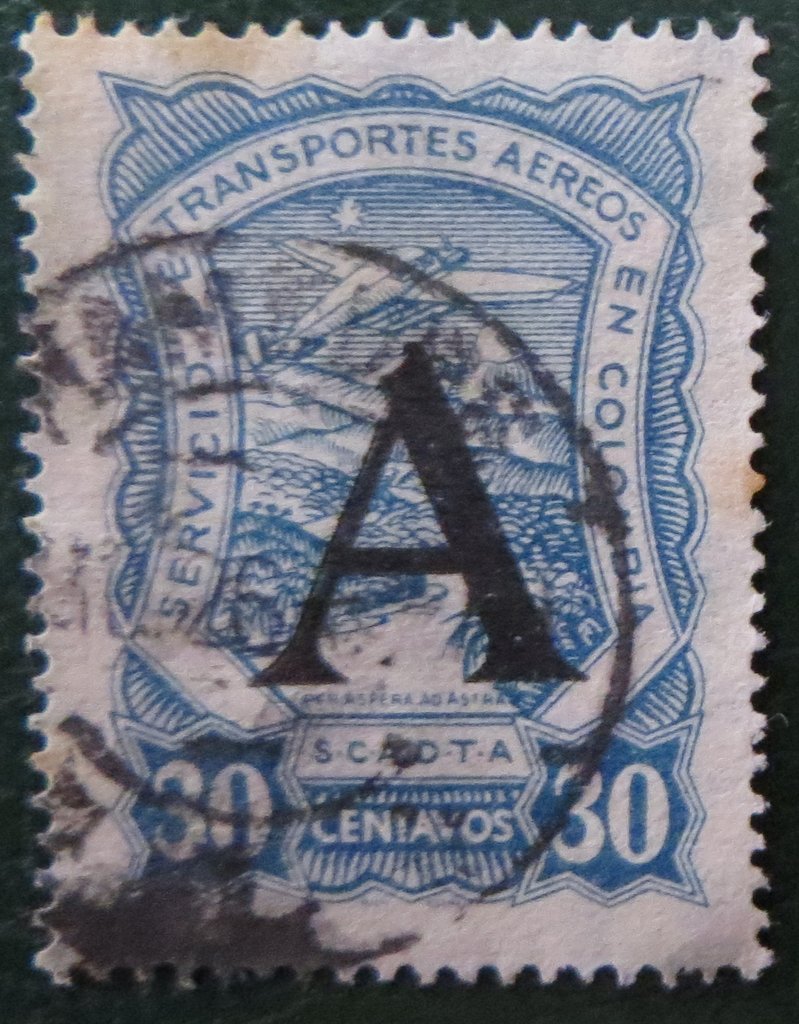 SERVICIO DE TRANSPORTES AEREOS EN COLOMBIA
A
PER ASPERA AD ASTRA
S·C·A·D·T·A
30 CENTAVOS 30